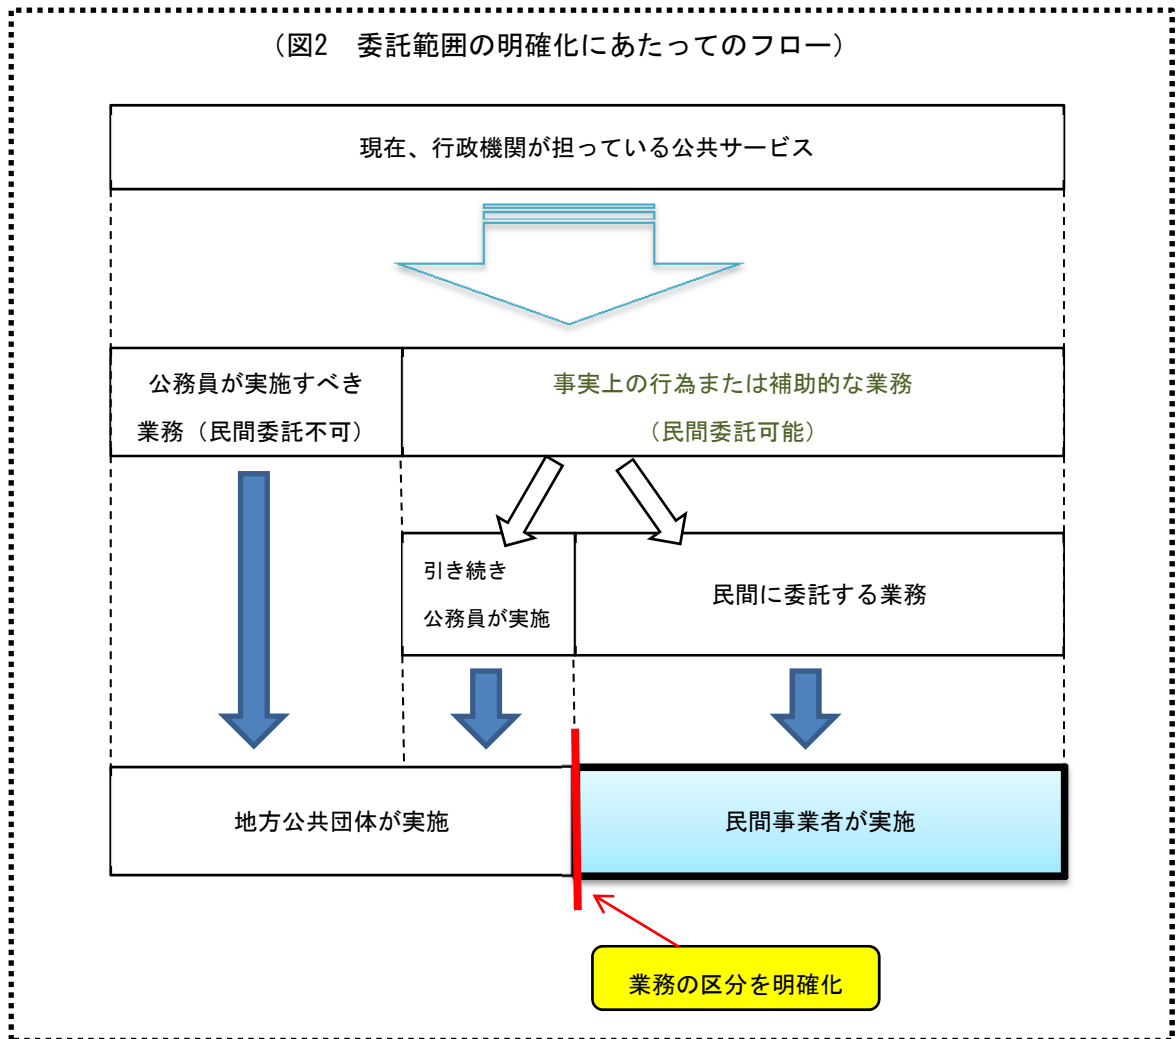 (図2　委託範囲の明確化にあたってのフロー)
現在、行政機関が担っている公共サービス
公務員が実施すべき
業務（民間委託不可）
事実上の行為または補助的な業務
（民間委託可能）
引き続き
公務員が実施
民間に委託する業務
地方公共団体が実施
民間事業者が実施
業務の区分を明確化